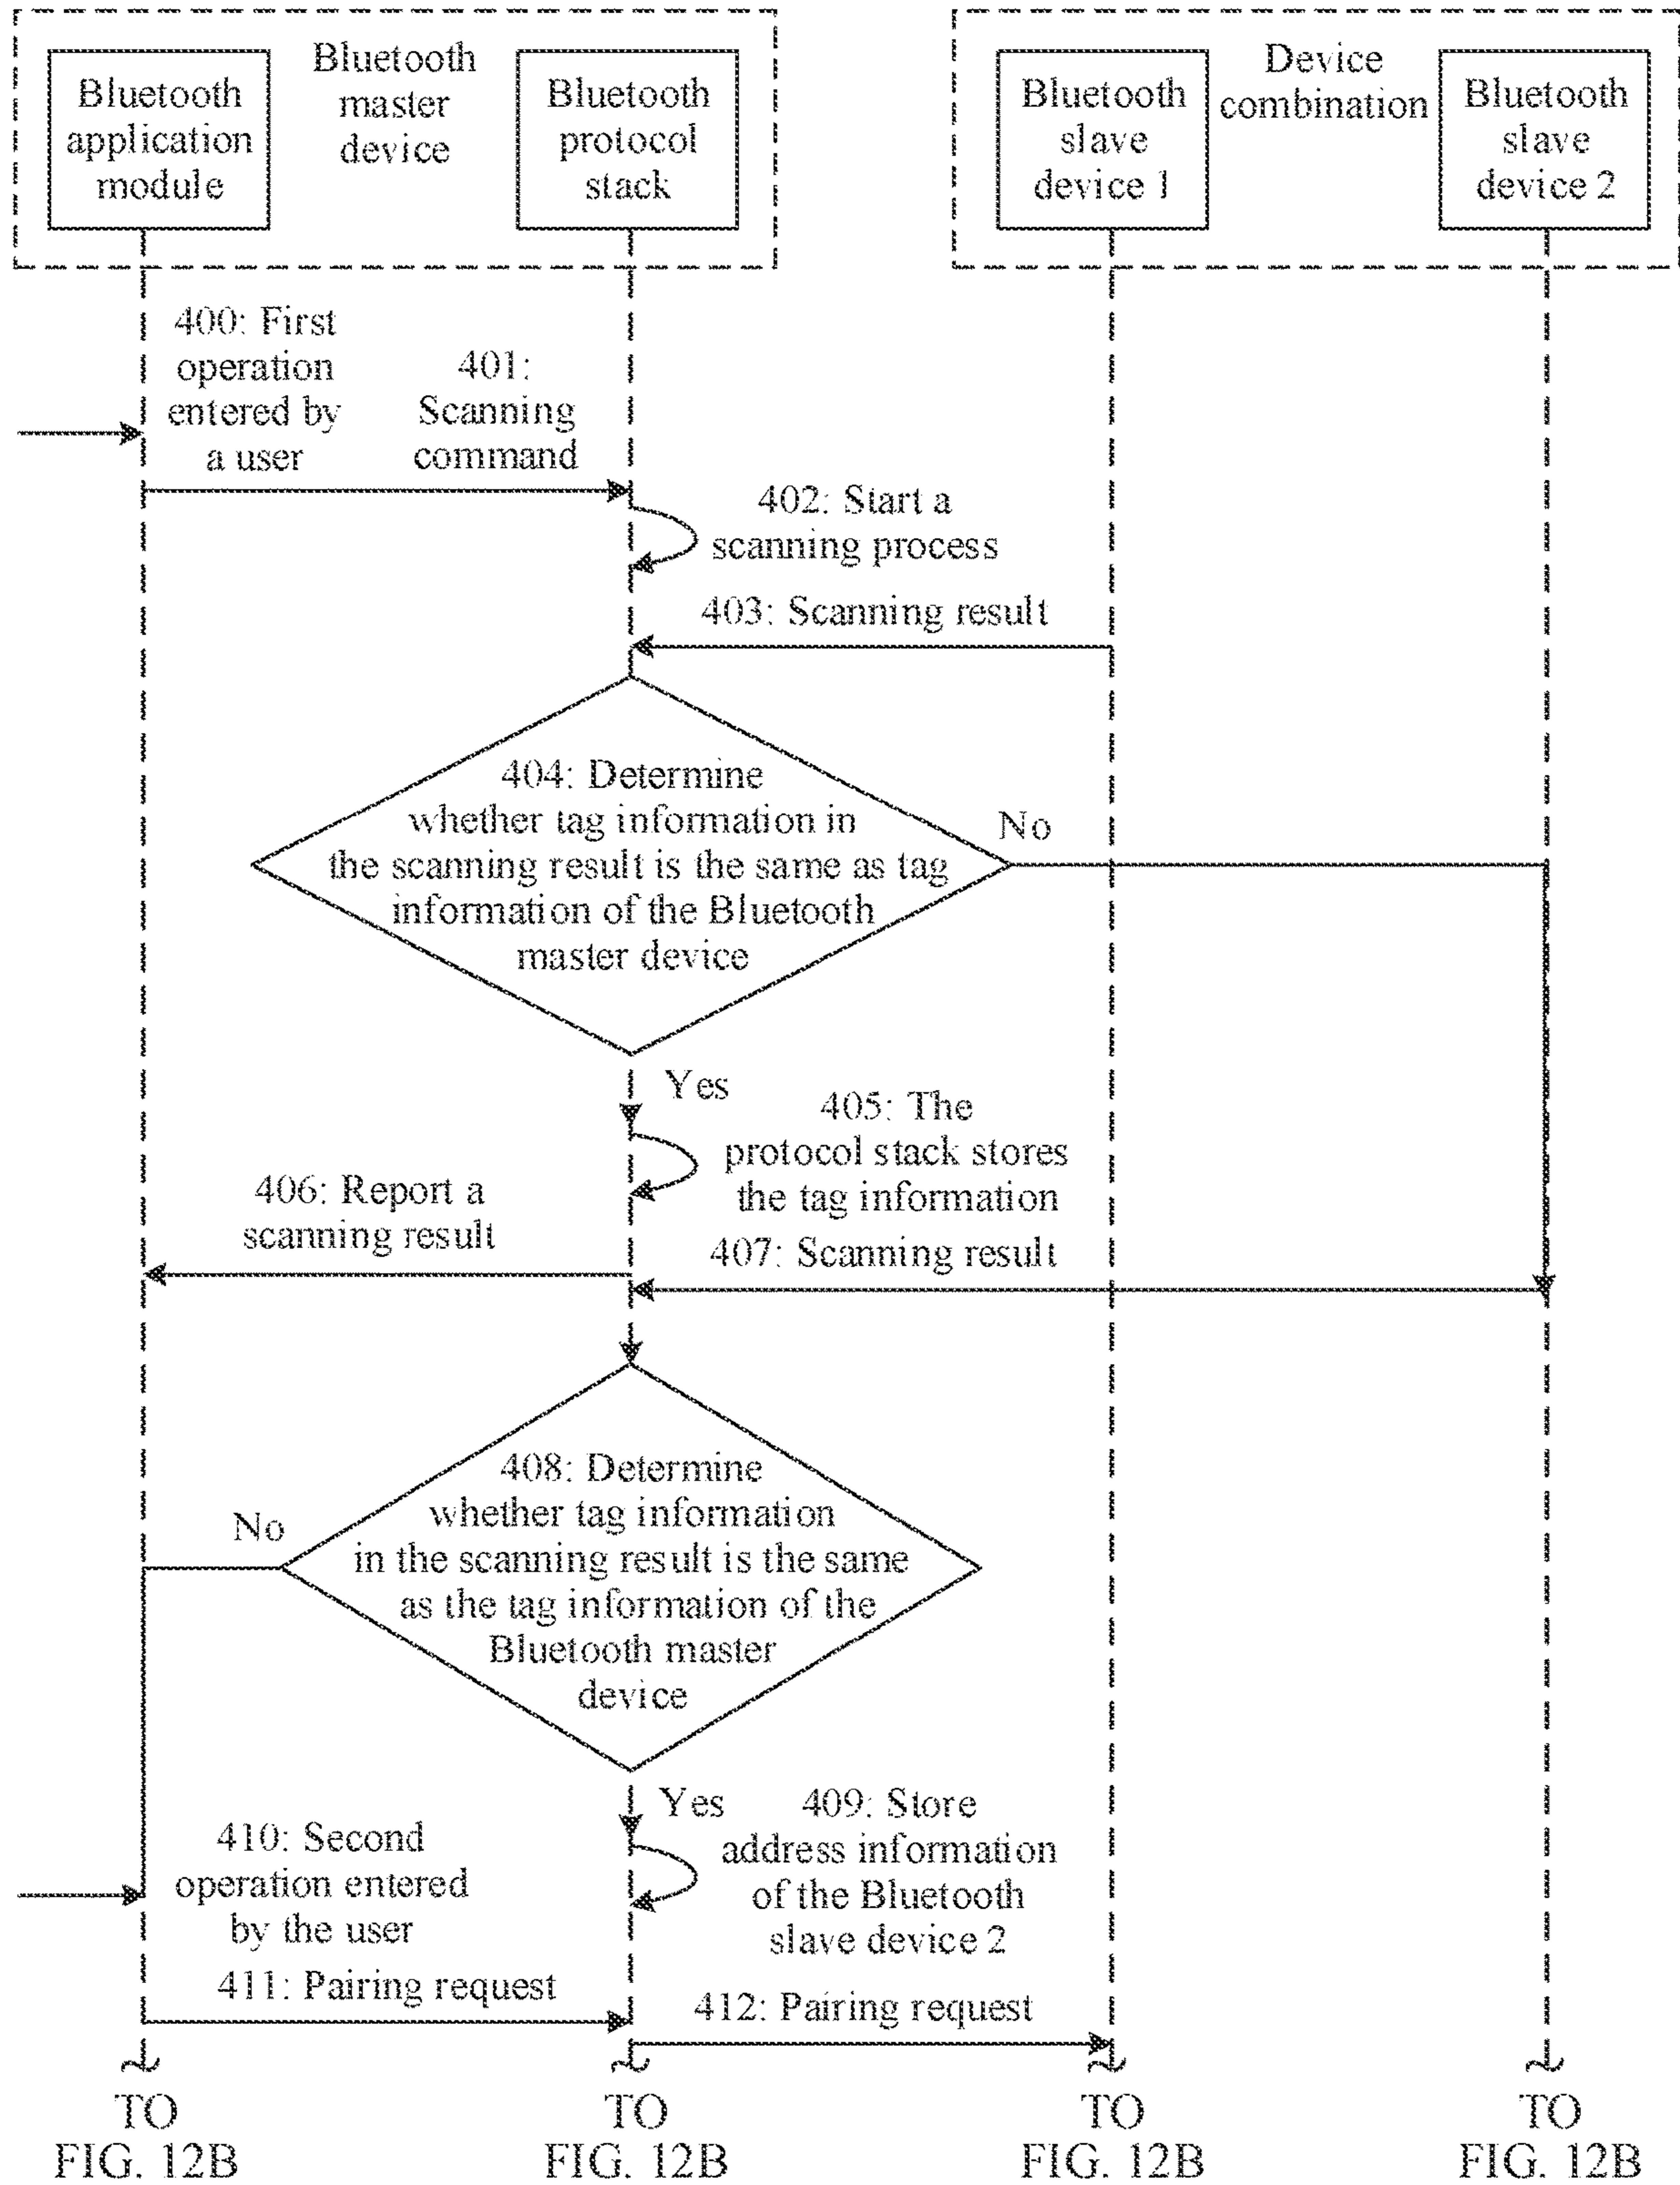 Bluetooth
application
module
Bluetooth
master
device
Bluetooth
protocol
stack
Bluetooth
slave
device 1
Device
combination
Bluetooth
slave
device 2
400: First
operation
entered by
a user
401:
Scanning
command
402: Start a
scanning process
403: Scanning result
404: Determine
whether tag information in
the scanning result is the same as tag
information of the Bluetooth
master device
No
Yes
405: The
protocol stack stores
the tag information
406: Report a
scanning result
407: Scanning result
408: Determine
whether tag information
in the scanning result is the same
as the tag information of the
Bluetooth master
device
No
Yes
409: Store
address information
of the Bluetooth
slave device 2
410: Second
operation entered
by the user
411: Pairing request
412: Pairing request
TO
FIG. 12B
TO
FIG. 12B
TO
FIG. 12B
TO
FIG. 12B